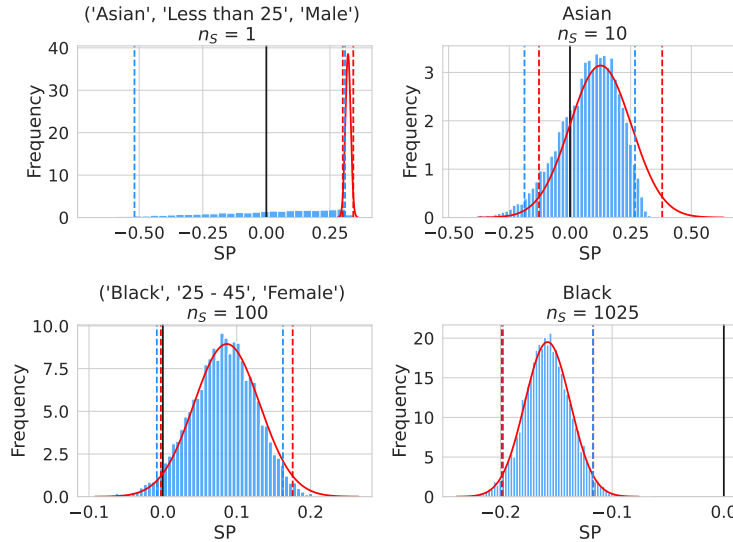 ('Asian', 'Less than 25', 'Male')
n_S = 1
Frequency
40
30
20
10
0
−0.50
−0.25
0.00
0.25
SP
Asian
n_S = 10
Frequency
3
2
1
0
−0.50
−0.25
0.00
0.25
0.50
SP
('Black', '25 - 45', 'Female')
n_S = 100
Frequency
10.0
7.5
5.0
2.5
0.0
−0.1
0.0
0.1
0.2
SP
Black
n_S = 1025
Frequency
20
15
10
5
0
−0.2
−0.1
0.0
SP